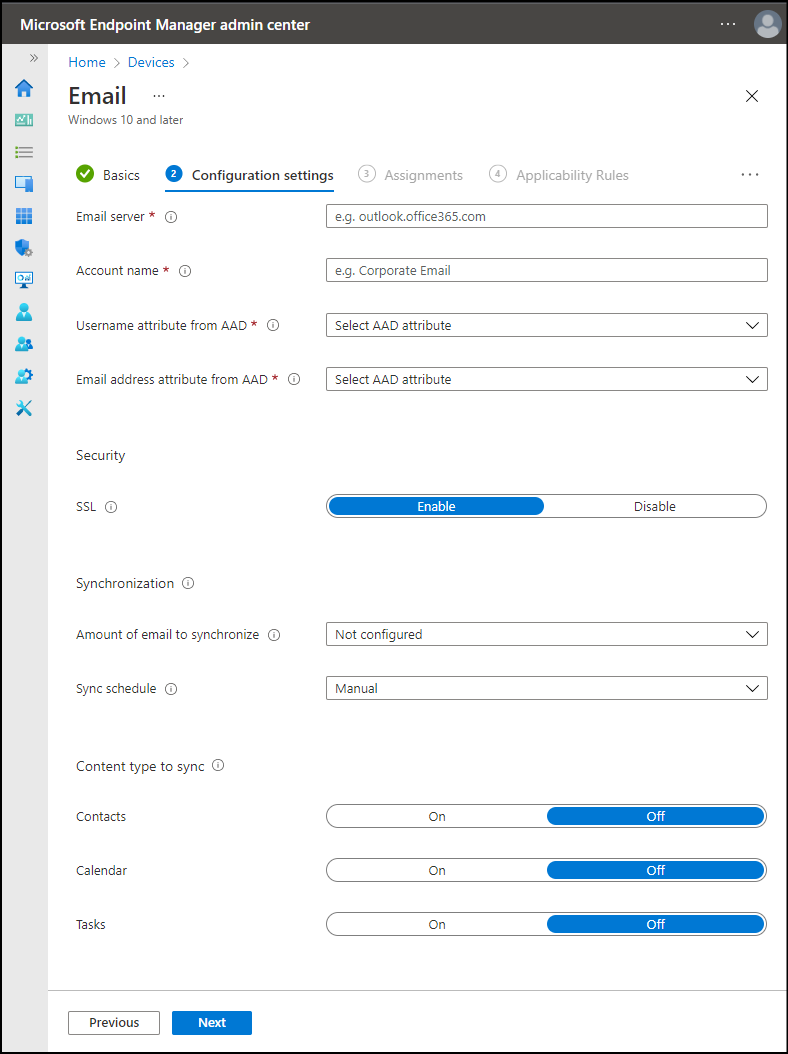 Microsoft Endpoint Manager admin center ...
Home > Devices >
Email ...
Windows 10 and later
Basics 2 Configuration settings 3 Assignments 4 Applicability Rules ...
Email server *
e.g. outlook.office365.com
Account name *
e.g. Corporate Email
Username attribute from AAD *
Select AAD attribute
Email address attribute from AAD *
Select AAD attribute
Security
SSL
Enable Disable
Synchronization
Amount of email to synchronize
Not configured
Sync schedule
Manual
Content type to sync
Contacts
On Off
Calendar
On Off
Tasks
On Off
Previous Next